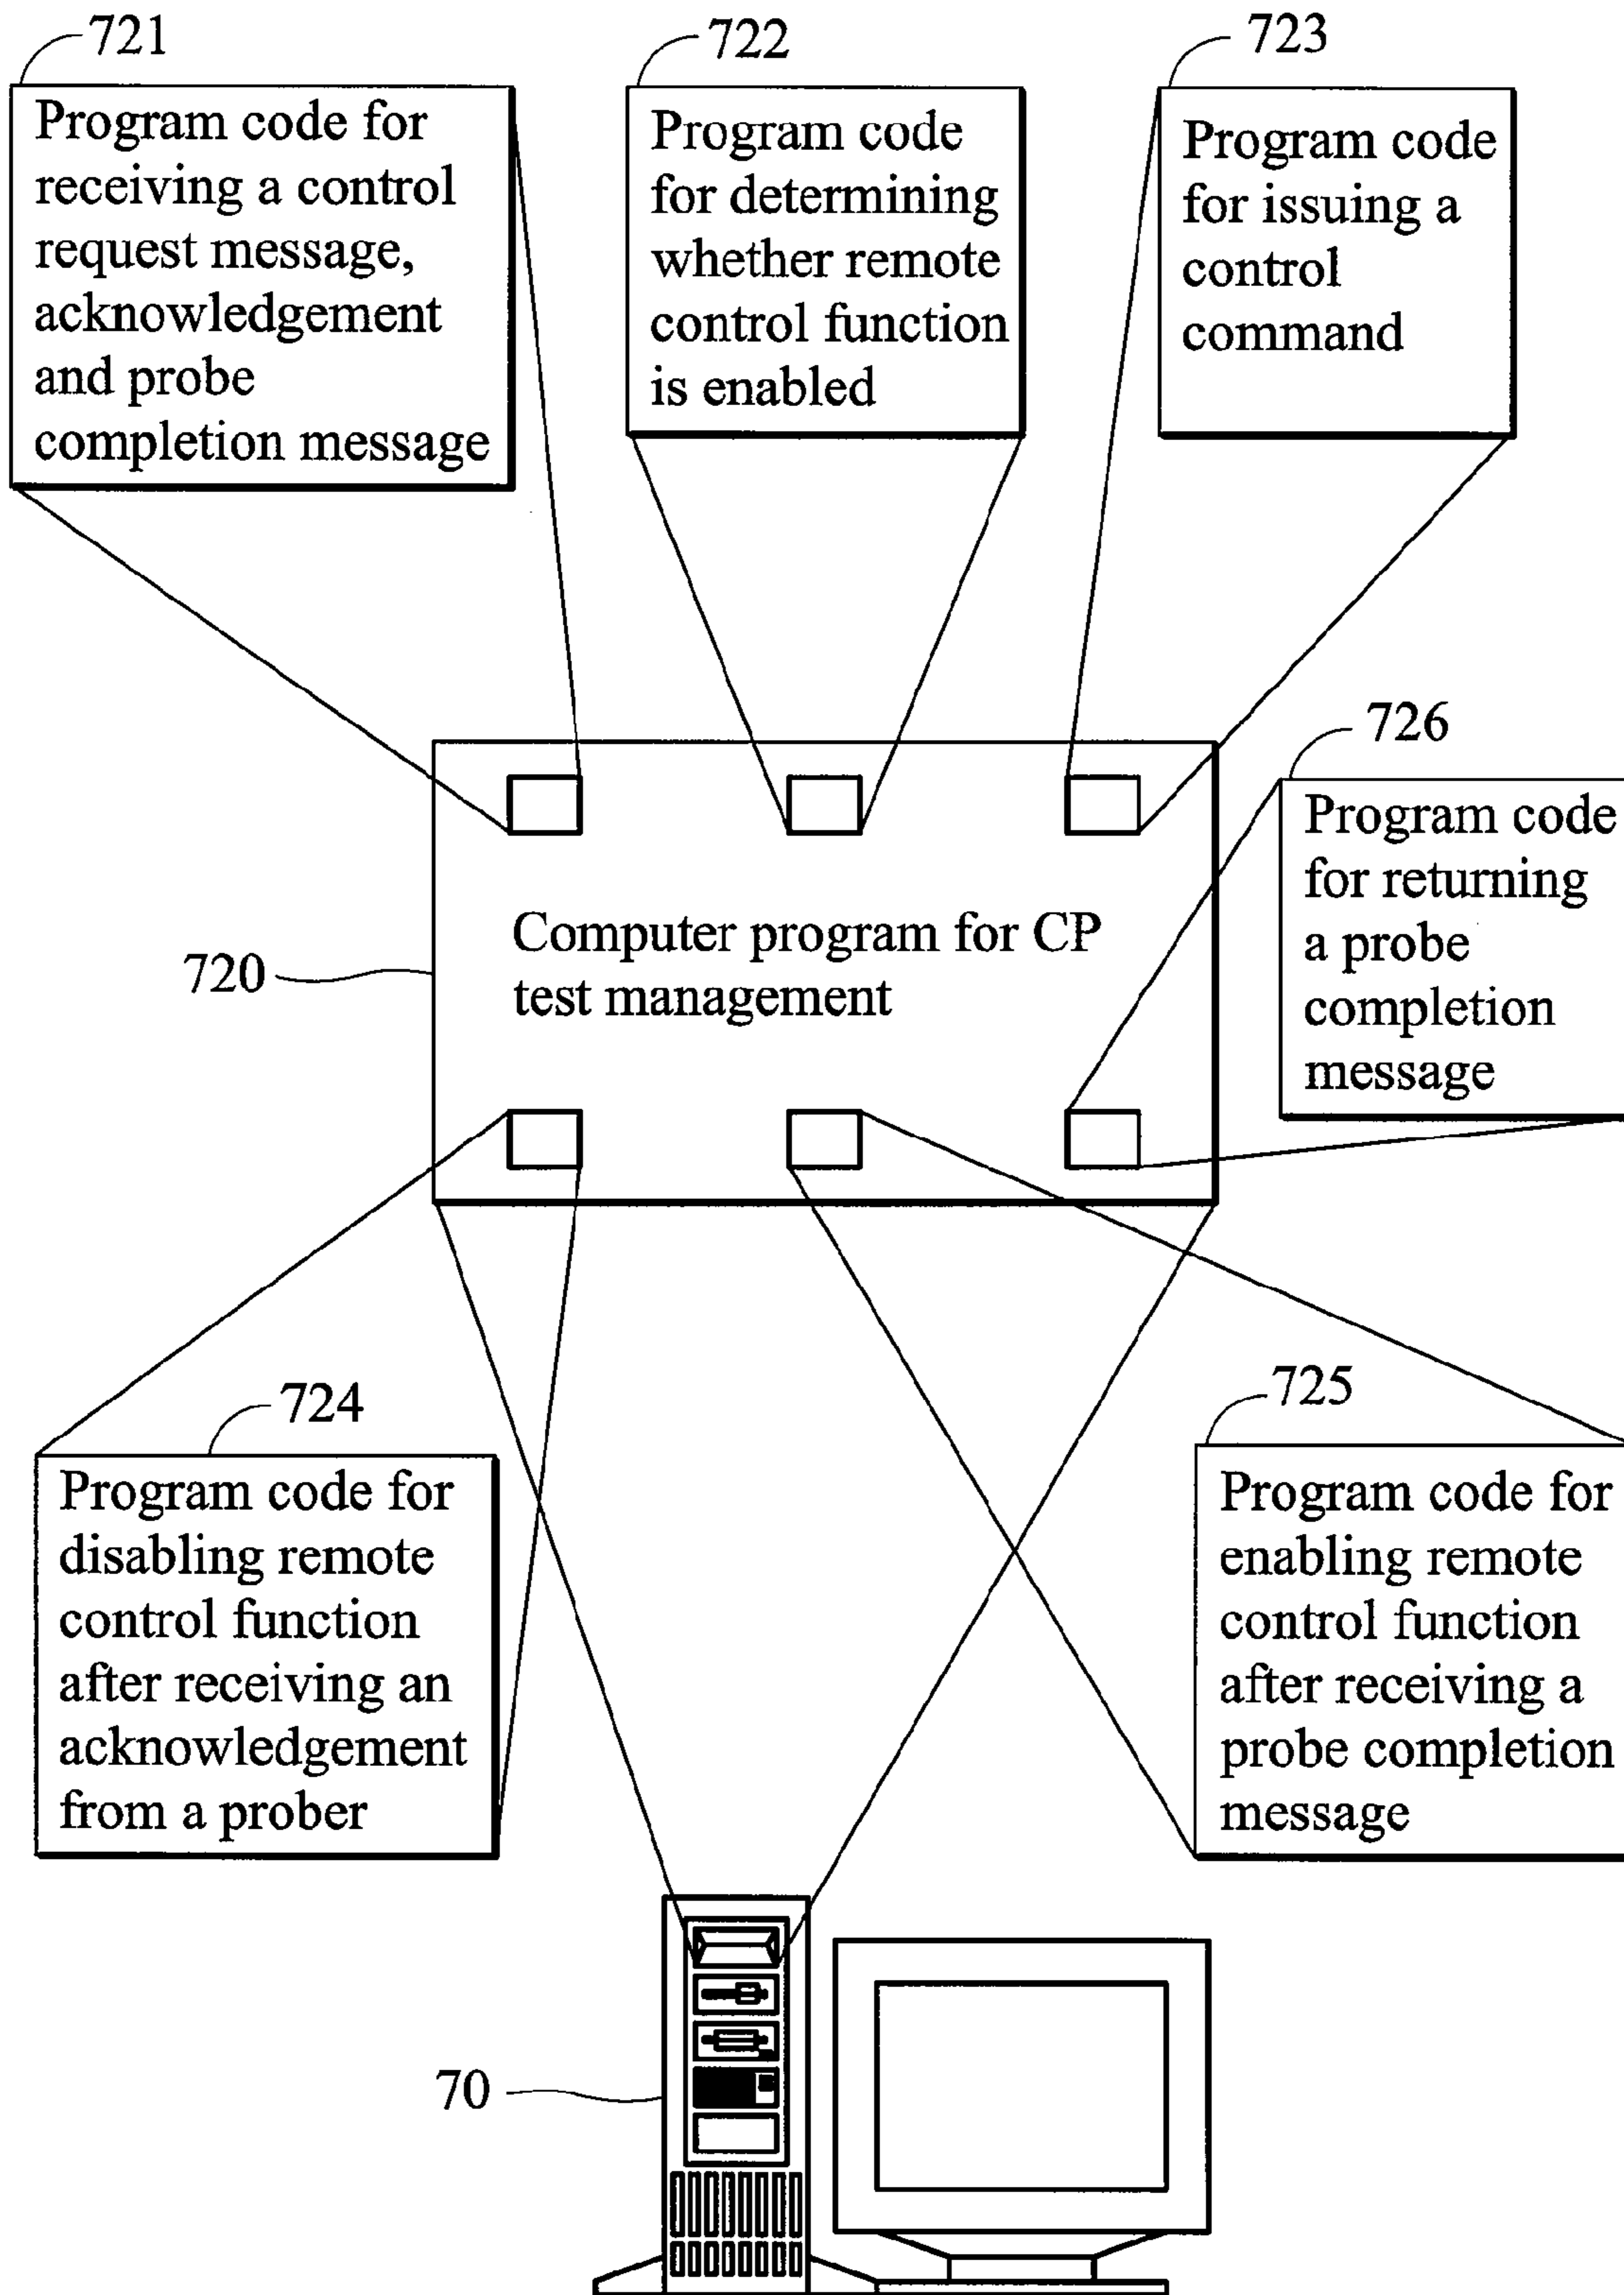 721
Program code for
receiving a control
request message,
acknowledgement
and probe
completion message
722
Program code
for determining
whether remote
control function
is enabled
723
Program code
for issuing a
control
command
726
Program code
for returning
a probe
completion
message
720
Computer program for CP
test management
724
Program code for
disabling remote
control function
after receiving an
acknowledgement
from a prober
725
Program code for
enabling remote
control function
after receiving a
probe completion
message
70